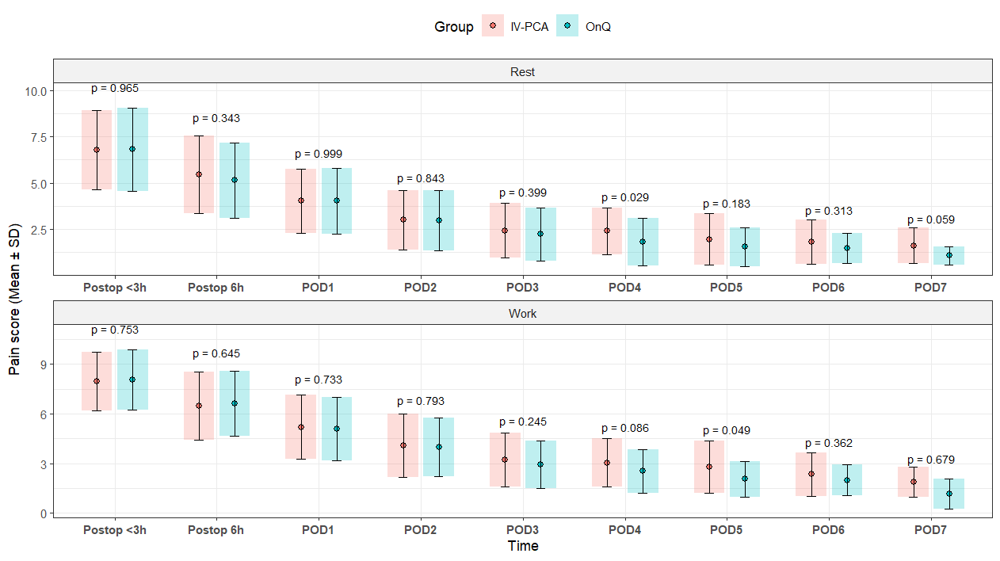 Group IV-PCA OnQ
Rest
10.0
7.5
5.0
2.5
p = 0.965
p = 0.343
p = 0.999
p = 0.843
p = 0.399
p = 0.029
p = 0.183
p = 0.313
p = 0.059
Postop <3h Postop 6h POD1 POD2 POD3 POD4 POD5 POD6 POD7
Pain score (Mean ± SD)
Work
9
6
3
0
p = 0.753
p = 0.645
p = 0.733
p = 0.793
p = 0.245
p = 0.086
p = 0.049
p = 0.362
p = 0.679
Postop <3h Postop 6h POD1 POD2 POD3 POD4 POD5 POD6 POD7
Time